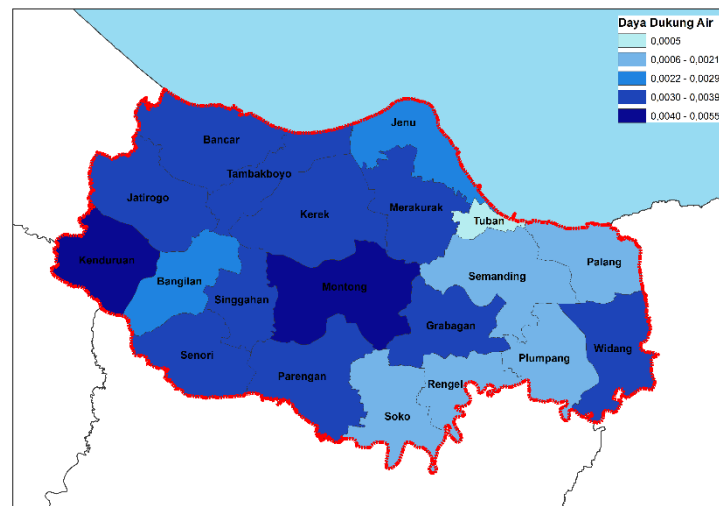 Daya Dukung Air
0,0005
0,0006 - 0,0021
0,0022 - 0,0029
0,0030 - 0,0039
0,0040 - 0,0055
Jenu
Bancar
Tambakboyo
Jatirogo
Kerek
Merakurak
Tuban
Kenduruan
Bangilan
Montong
Semanding
Palang
Singgahan
Grabagan
Senori
Parengan
Plumpang
Widang
Rengel
Soko